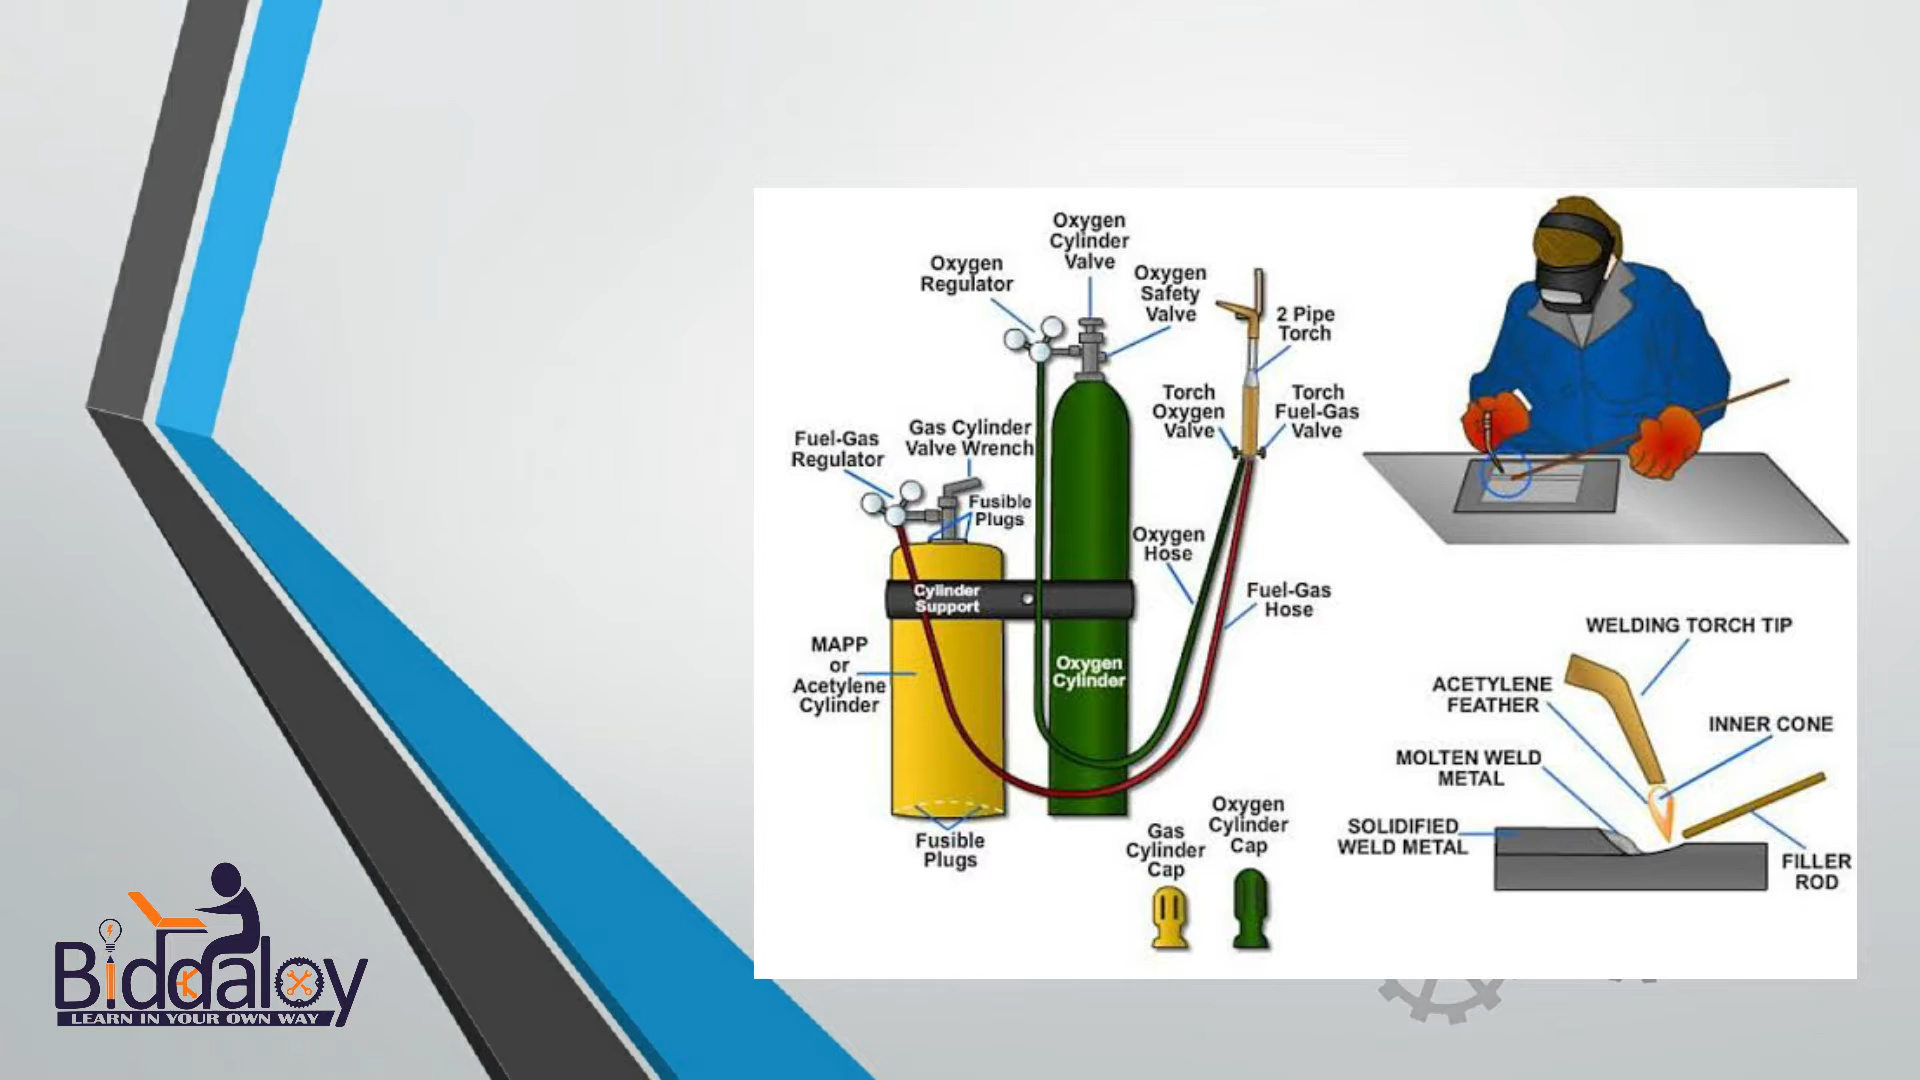 Oxygen
Cylinder
Valve
Oxygen
Regulator
Oxygen
Safety
Valve
2 Pipe
Torch
Torch
Oxygen
Valve
Torch
Fuel-Gas
Valve
Gas Cylinder
Valve Wrench
Fuel-Gas
Regulator
Fusible
Plugs
Oxygen
Hose
Cylinder
Support
Fuel-Gas
Hose
MAPP
or
Acetylene
Cylinder
Oxygen
Cylinder
Fusible
Plugs
Gas
Cylinder
Cap
Oxygen
Cylinder
Cap
WELDING TORCH TIP
ACETYLENE
FEATHER
INNER CONE
MOLTEN WELD
METAL
SOLIDIFIED
WELD METAL
FILLER
ROD
Biddaloy
LEARN IN YOUR OWN WAY